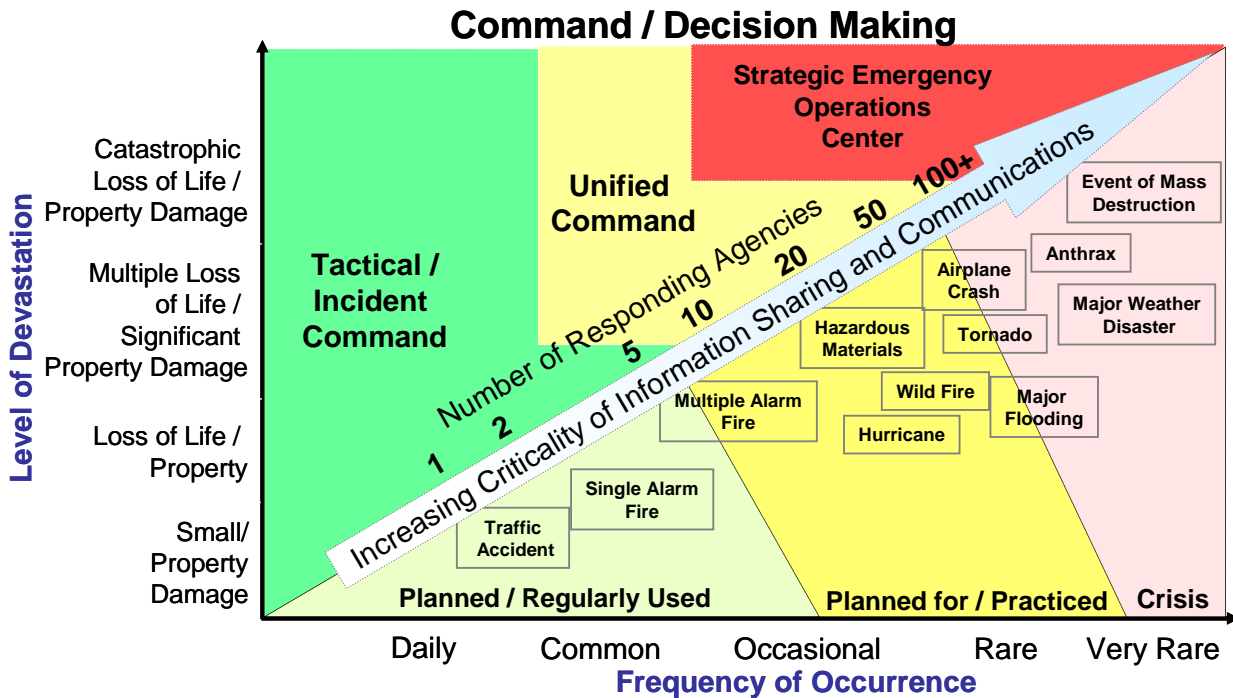 Command / Decision Making
Strategic Emergency
Operations
Center
Unified
Command
Tactical /
Incident
Command
Level of Devastation
Catastrophic
Loss of Life /
Property Damage
Multiple Loss
of Life /
Significant
Property Damage
Loss of Life /
Property
Small/
Property
Damage
Number of Responding Agencies
1
2
5
10
20
50
100+
Increasing Criticality of Information Sharing and Communications
Event of Mass
Destruction
Anthrax
Airplane
Crash
Major Weather
Disaster
Hazardous
Materials
Tornado
Wild Fire
Major
Flooding
Multiple Alarm
Fire
Hurricane
Single Alarm
Fire
Traffic
Accident
Planned / Regularly Used
Planned for / Practiced
Crisis
Daily
Common
Occasional
Rare
Very Rare
Frequency of Occurrence